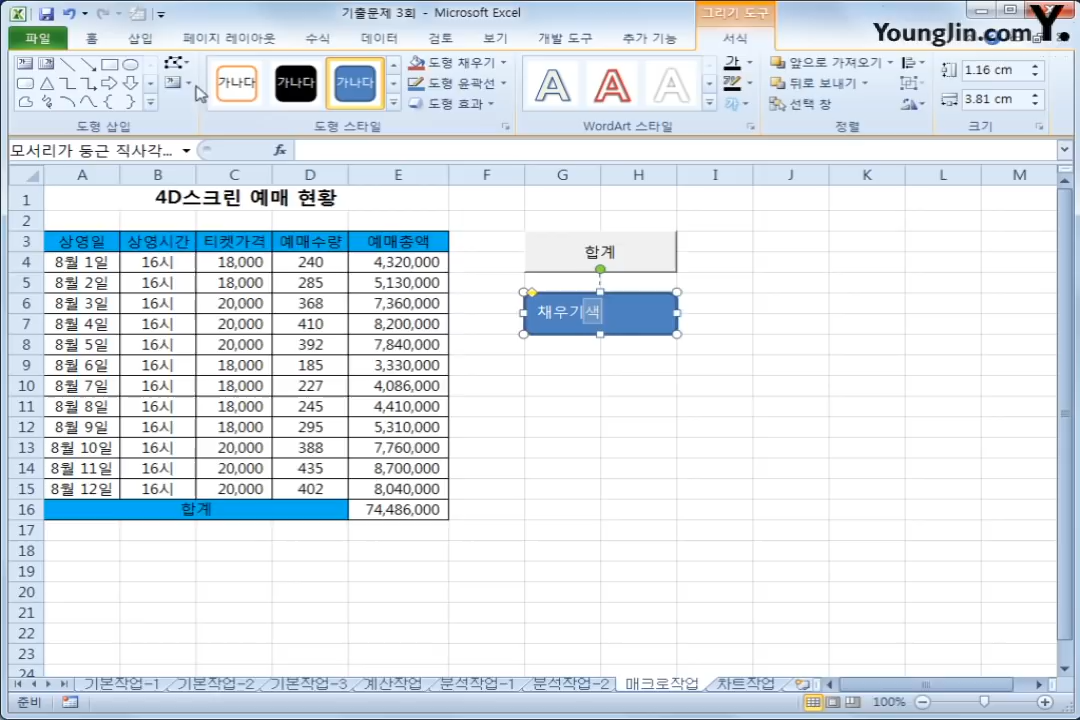 기출문제 3회 - Microsoft Excel
그리기 도구
YoungJin.com Y.
파일 홈 삽입 페이지 레이아웃 수식 데이터 검토 보기 개발 도구 추가 기능 서식
가나다 가나다 가나다
도형 채우기
도형 윤곽선
도형 효과
A A A
가
앞으로 가져오기
뒤로 보내기
선택 창
1.16 cm
3.81 cm
도형 삽입 도형 스타일 WordArt 스타일 정렬 크기
모서리가 둥근 직사각... fx
A B C D E F G H I J K L M
1 4D스크린 예매 현황
2
3 상영일 상영시간 티켓가격 예매수량 예매총액
4 8월 1일 16시 18,000 240 4,320,000
5 8월 2일 16시 18,000 285 5,130,000
6 8월 3일 16시 20,000 368 7,360,000
7 8월 4일 16시 20,000 410 8,200,000
8 8월 5일 16시 20,000 392 7,840,000
9 8월 6일 16시 18,000 185 3,330,000
10 8월 7일 16시 18,000 227 4,086,000
11 8월 8일 16시 18,000 245 4,410,000
12 8월 9일 16시 18,000 295 5,310,000
13 8월 10일 16시 20,000 388 7,760,000
14 8월 11일 16시 20,000 435 8,700,000
15 8월 12일 16시 20,000 402 8,040,000
16 합계 74,486,000
합계
채우기색
17
18
19
20
21
22
23
24
기본작업-1 기본작업-2 기본작업-3 계산작업 분석작업-1 분석작업-2 매크로작업 차트작업
준비 100%